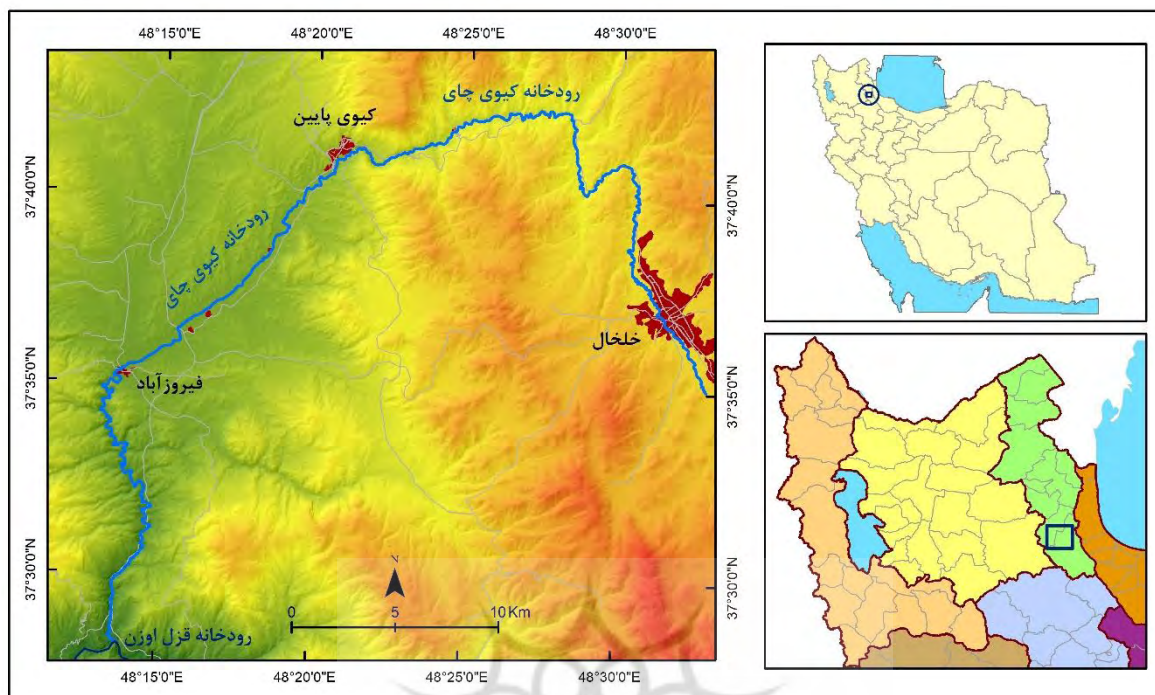 48°15'0"E
48°20'0"E
48°25'0"E
48°30'0"E
رودخانه کیوی چای
کیوی پایین
37°40'0"N
37°40'0"N
رودخانه کیوی چای
خلخال
فیروزآباد
37°35'0"N
37°35'0"N
37°30'0"N
37°30'0"N
N
0 5 10 Km
رودخانه قزل اوزن
48°15'0"E
48°20'0"E
48°25'0"E
48°30'0"E